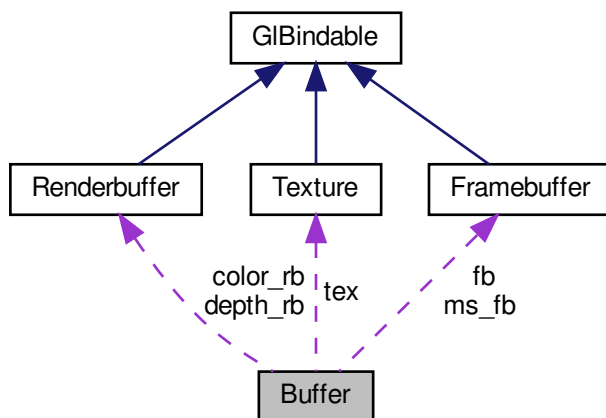 GlBindable
Renderbuffer
Texture
Framebuffer
color_rb
depth_rb
tex
fb
ms_fb
Buffer